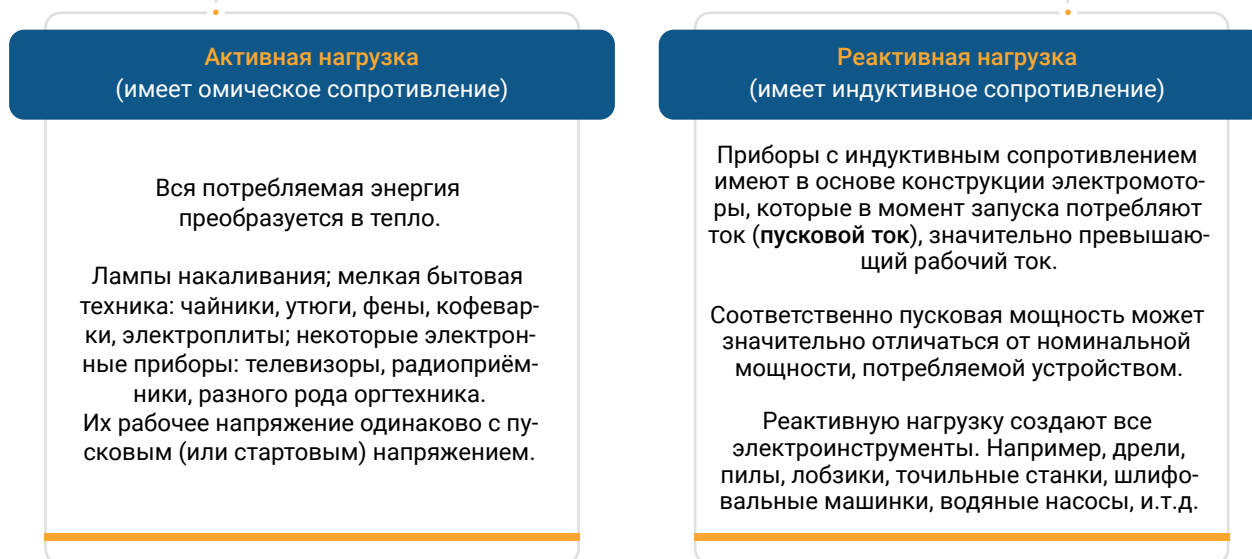 Активная нагрузка
(имеет омическое сопротивление)
Вся потребляемая энергия
преобразуется в тепло.
Лампы накаливания; мелкая бытовая
техника: чайники, утюги, фены, кофевар-
ки, электроплиты; некоторые электрон-
ные приборы: телевизоры, радиоприём-
ники, разного рода оргтехника.
Их рабочее напряжение одинаково с пу-
сковым (или стартовым) напряжением.
Реактивная нагрузка
(имеет индуктивное сопротивление)
Приборы с индуктивным сопротивлением
имеют в основе конструкции электромото-
ры, которые в момент запуска потребляют
ток (пусковой ток), значительно превышаю-
щий рабочий ток.
Соответственно пусковая мощность может
значительно отличаться от номинальной
мощности, потребляемой устройством.
Реактивную нагрузку создают все
электроинструменты. Например, дрели,
пилы, лобзики, точильные станки, шлифо-
вальные машинки, водяные насосы, и.т.д.